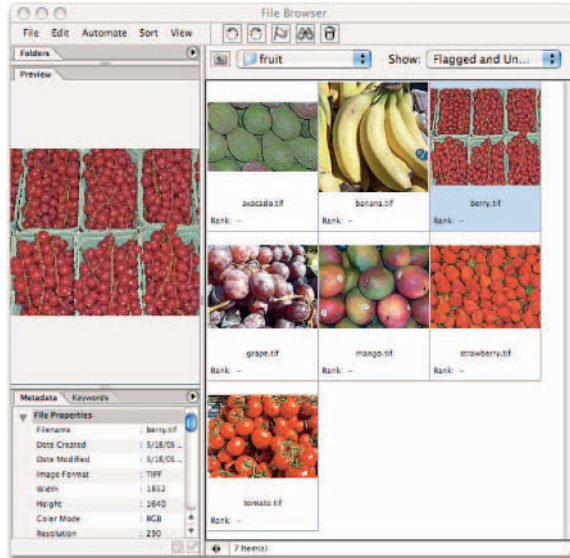 File Browser
File Edit Automate Sort View
Folders
fruit Show: Flagged and Un...
Preview
avacado.tif banana.tif berry.tif
Rank: - Rank: - Rank: -
grape.tif mango.tif strawberry.tif
Rank: - Rank: - Rank: -
Metadata Keywords
File Properties
Filename : berry.tif
Date Created : 5/18/05 ...
Date Modified : 5/18/05 ...
Image Format : TIFF
Width : 1852
Height : 1640
Color Mode : RGB
Resolution : 230
tomato.tif
Rank: -
7 Item(s)